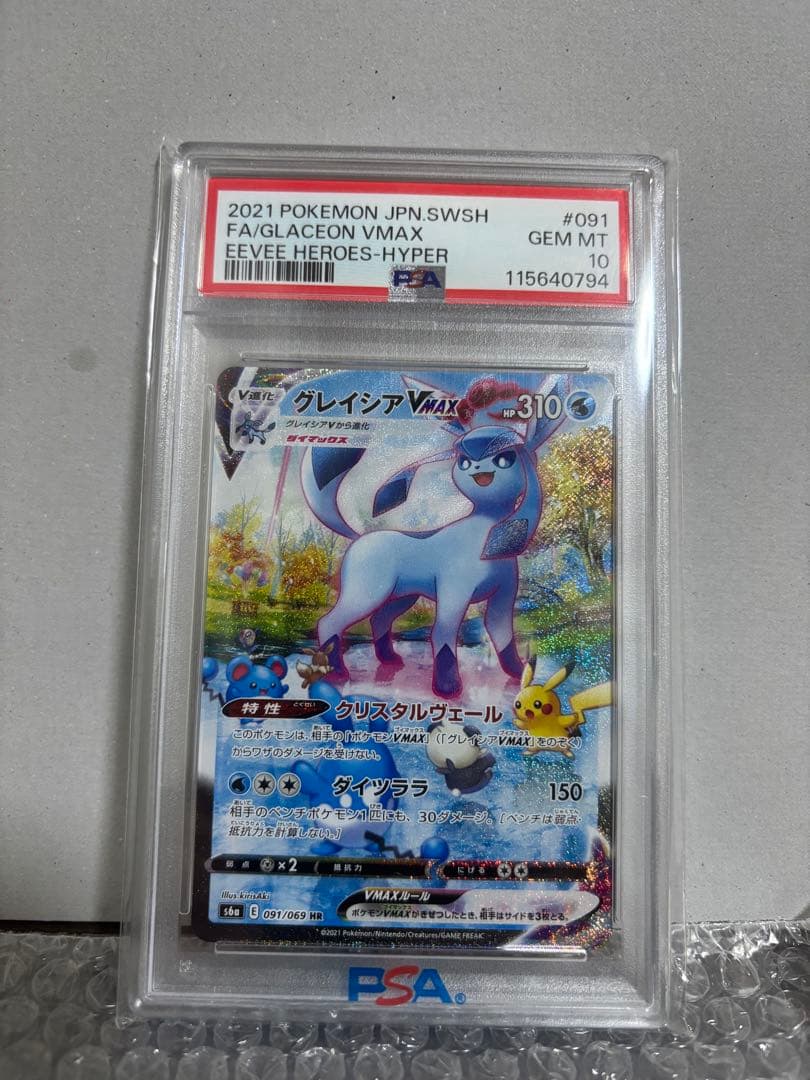 2021 POKEMON JPN.SWSH #091
FA/GLACEON VMAX GEM MT
EEVEE HEROES-HYPER 10
PSA 115640794
V進化 グレイシアVMAX HP310
グレイシアVから進化
ダイマックス
特性 とくせい クリスタルヴェール
このポケモンは、相手の「ポケモンVMAX」(「グレイシアVMAX」をのぞく)
からワザのダメージを受けない。
ダイツララ 150
相手のベンチポケモン1匹にも、30ダメージ。[ベンチは弱点・
抵抗力を計算しない。]
弱点 ×2 抵抗力 にげる
Illus.kirisAki
VMAXルール
s6a E 091/069 HR
ポケモンVMAXがきぜつしたとき、相手はサイドを3枚とる。
©2021 Pokémon/Nintendo/Creatures/GAME FREAK
PSA®